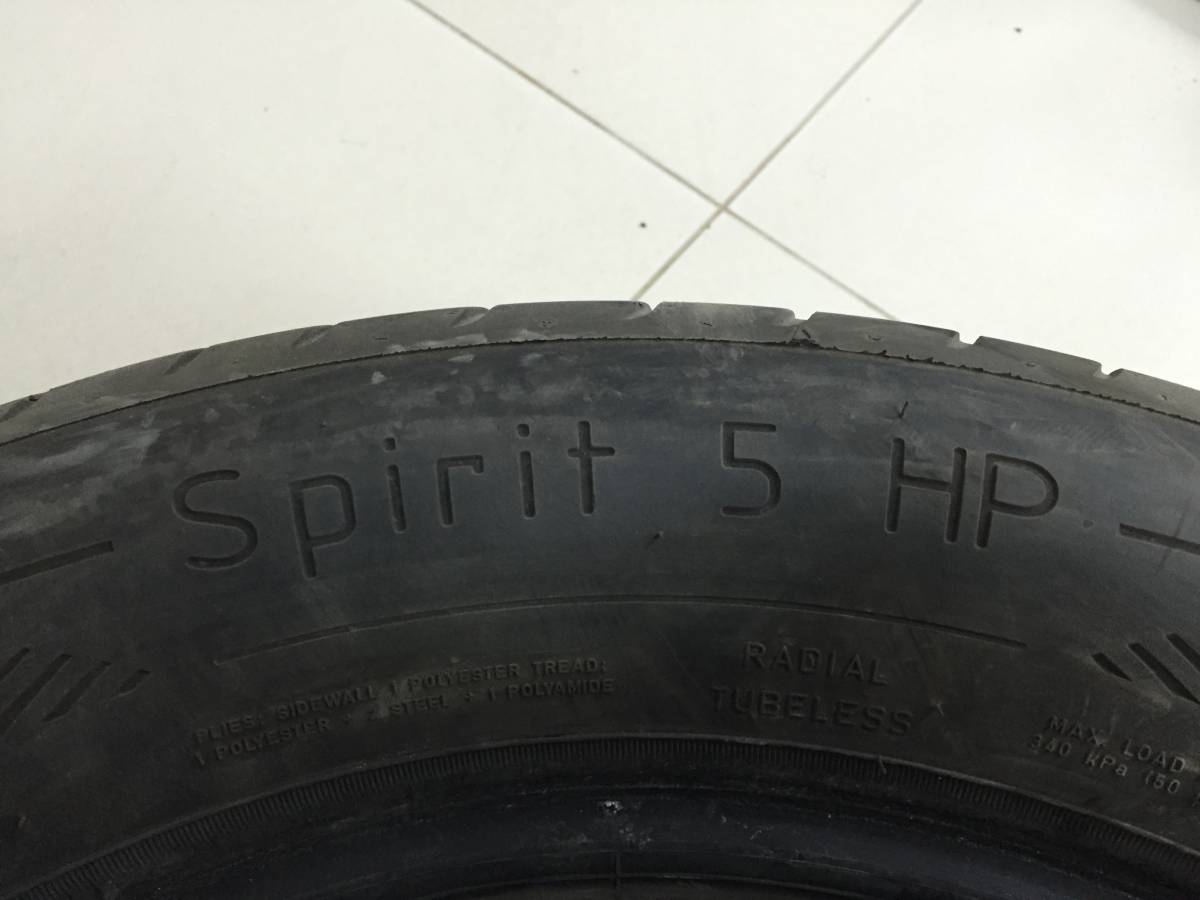 Spirit 5 HP
PLIES: SIDEWALL 1 POLYESTER TREAD:
1 POLYESTER + 2 STEEL + 1 POLYAMIDE
RADIAL
TUBELESS
MAX. LOAD
340 kPa (50